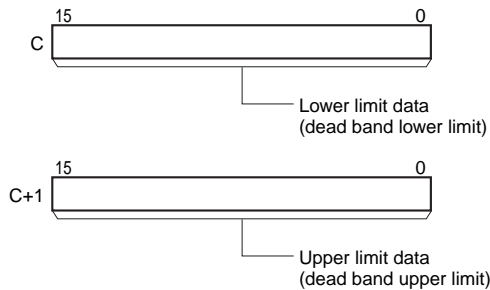 15 0
C
Lower limit data
(dead band lower limit)
15 0
C+1
Upper limit data
(dead band upper limit)